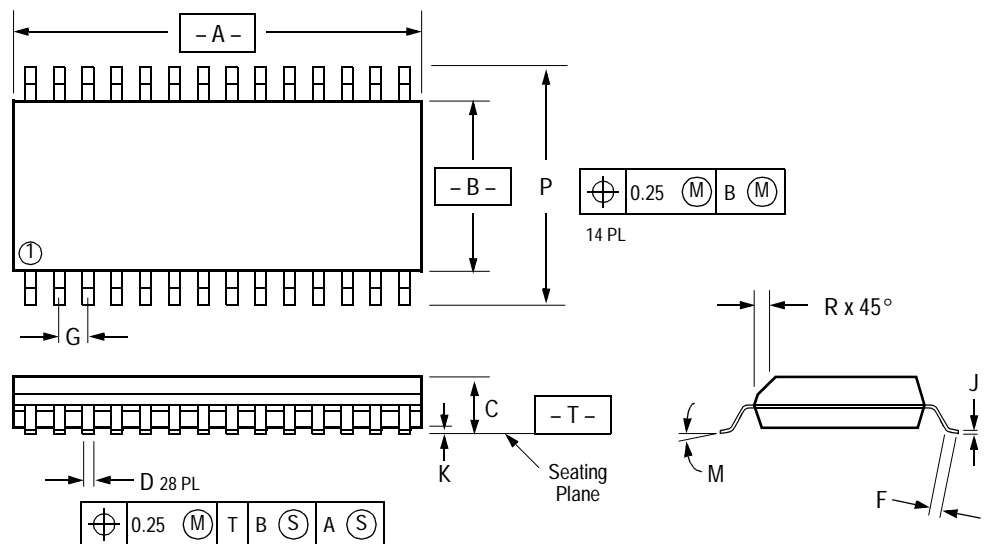 – A –
– B –
P
⌖ 0.25 Ⓜ B Ⓜ
14 PL
①
G
R x 45°
C
– T –
J
K
Seating
Plane
M
D 28 PL
F
⌖ 0.25 Ⓜ T B Ⓢ A Ⓢ